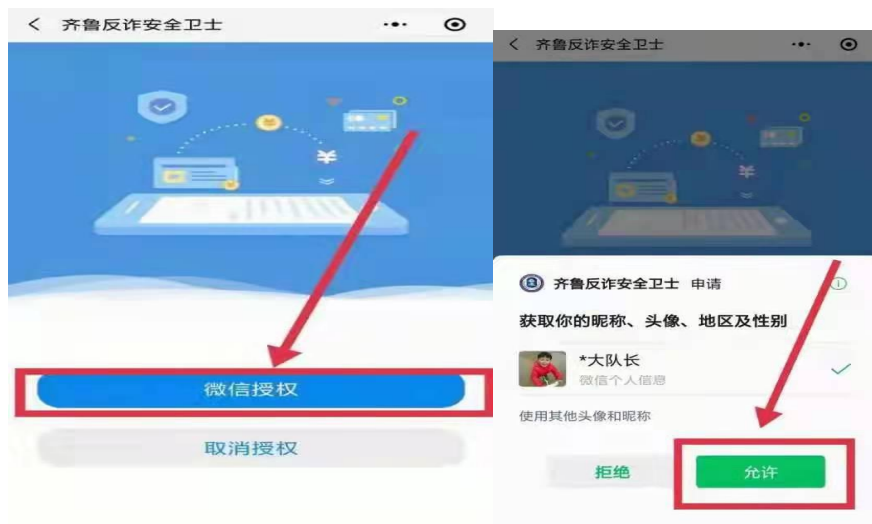 齐鲁反诈安全卫士
微信授权
取消授权
齐鲁反诈安全卫士
齐鲁反诈安全卫士 申请
获取你的昵称、头像、地区及性别
*大队长
微信个人信息
使用其他头像和昵称
拒绝
允许